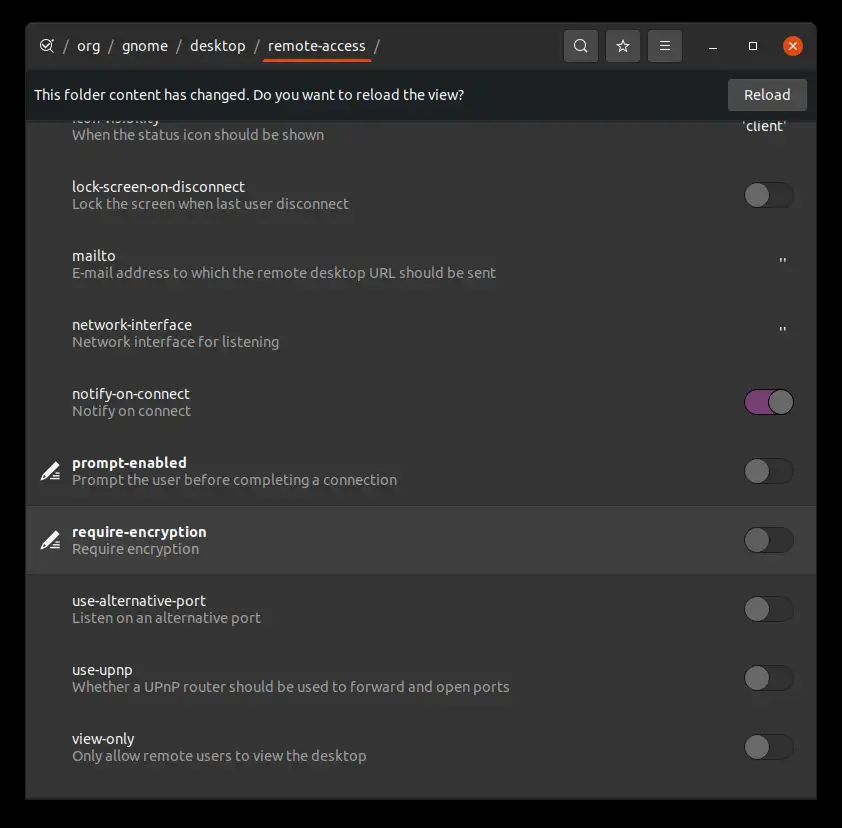 / org / gnome / desktop / remote-access /
This folder content has changed. Do you want to reload the view?
Reload
icon-visibility
When the status icon should be shown
'client'
lock-screen-on-disconnect
Lock the screen when last user disconnect
mailto
E-mail address to which the remote desktop URL should be sent
''
network-interface
Network interface for listening
''
notify-on-connect
Notify on connect
prompt-enabled
Prompt the user before completing a connection
require-encryption
Require encryption
use-alternative-port
Listen on an alternative port
use-upnp
Whether a UPnP router should be used to forward and open ports
view-only
Only allow remote users to view the desktop